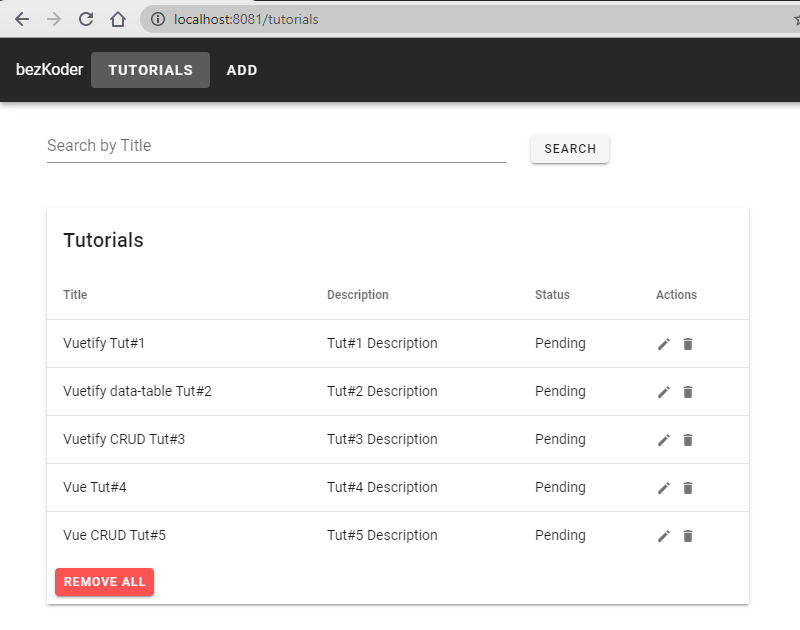 localhost:8081/tutorials
bezKoder TUTORIALS ADD
Search by Title SEARCH
Tutorials
Title Description Status Actions
Vuetify Tut#1 Tut#1 Description Pending
Vuetify data-table Tut#2 Tut#2 Description Pending
Vuetify CRUD Tut#3 Tut#3 Description Pending
Vue Tut#4 Tut#4 Description Pending
Vue CRUD Tut#5 Tut#5 Description Pending
REMOVE ALL